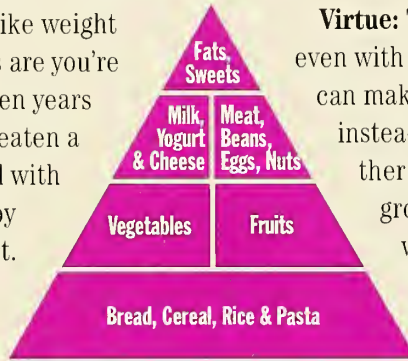 ike weight
are you're
en years
eaten a
with
by
t.
Fats,
Sweets
Milk,
Yogurt
& Cheese
Meat,
Beans,
Eggs, Nuts
Vegetables
Fruits
Bread, Cereal, Rice & Pasta
Virtue:
even with
can mak
instea
ther
gro